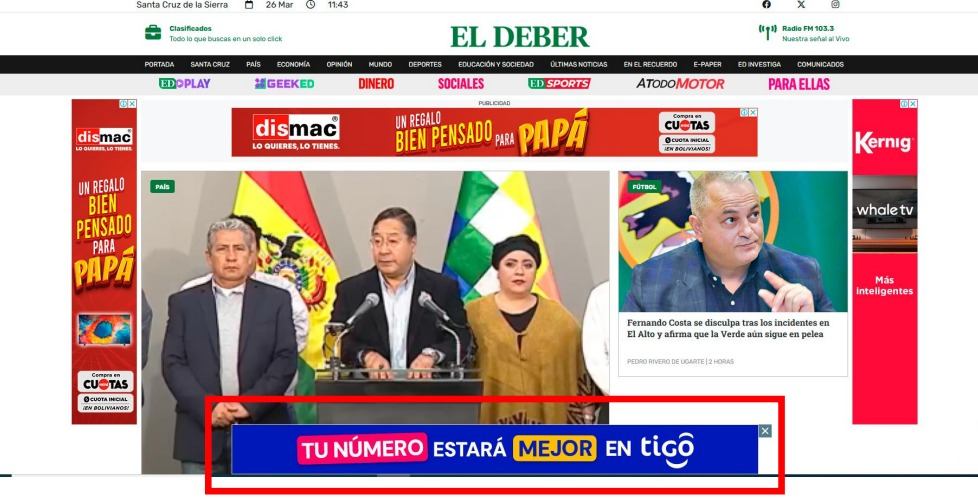 Santa Cruz de la Sierra 26 Mar 11:43
Clasificados
Todo lo que buscas en un solo click
EL DEBER
Radio FM 103.3
Nuestra señal al Vivo
PORTADA SANTA CRUZ PAÍS ECONOMÍA OPINIÓN MUNDO DEPORTES EDUCACIÓN Y SOCIEDAD ÚLTIMAS NOTICIAS EN EL RECUERDO E-PAPER ED INVESTIGA COMUNICADOS
ED PLAY GEEKED DINERO SOCIALES ED SPORTS ATODOMOTOR PARA ELLAS
PUBLICIDAD
dismac
LO QUIERES, LO TIENES.
UN REGALO
BIEN
PENSADO
PARA
PAPÁ
Compra en
CUOTAS
CUOTA INICIAL
¡EN BOLIVIANOS!
dismac®
LO QUIERES, LO TIENES.
UN REGALO
BIEN PENSADO PARA PAPÁ
Compra en
CUOTAS
0 CUOTA INICIAL
¡EN BOLIVIANOS!
Kernig
whale tv
Más
inteligentes
PAÍS
FÚTBOL
Fernando Costa se disculpa tras los incidentes en
El Alto y afirma que la Verde aún sigue en pelea
PEDRO RIVERO DE UGARTE | 2 HORAS
TU NÚMERO ESTARÁ MEJOR EN tigo